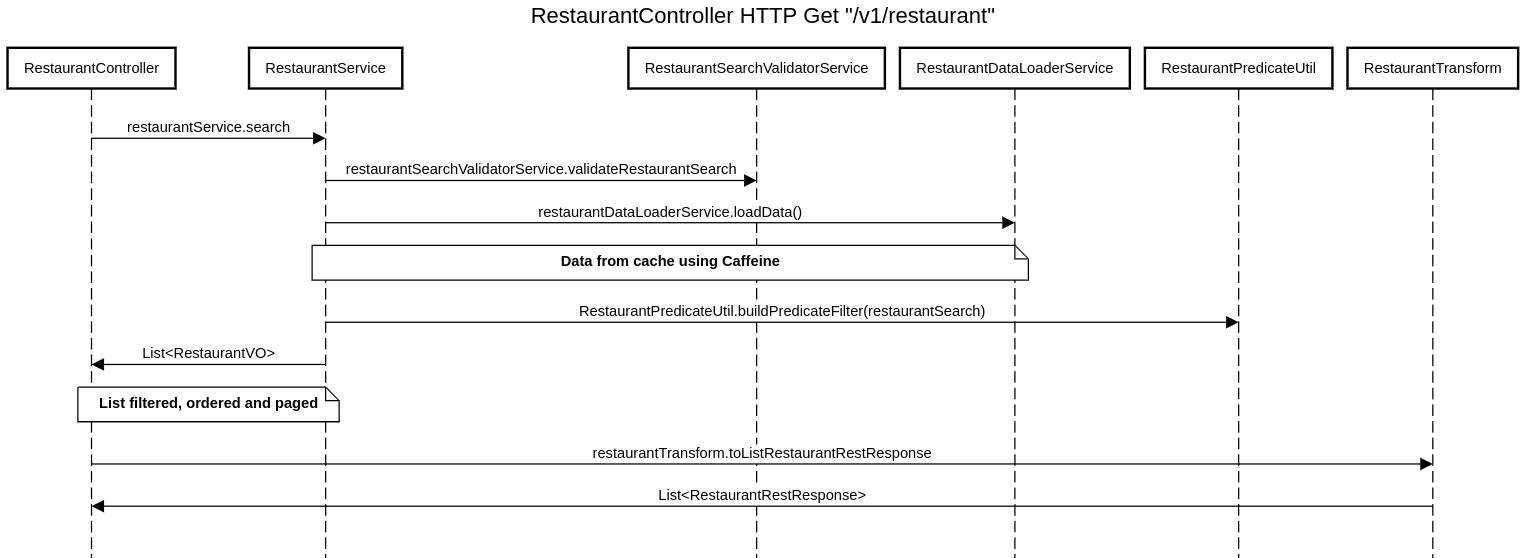 RestaurantController HTTP Get "/v1/restaurant"
RestaurantController
RestaurantService
RestaurantSearchValidatorService
RestaurantDataLoaderService
RestaurantPredicateUtil
RestaurantTransform
restaurantService.search
restaurantSearchValidatorService.validateRestaurantSearch
restaurantDataLoaderService.loadData()
Data from cache using Caffeine
RestaurantPredicateUtil.buildPredicateFilter(restaurantSearch)
List<RestaurantVO>
List filtered, ordered and paged
restaurantTransform.toListRestaurantRestResponse
List<RestaurantRestResponse>